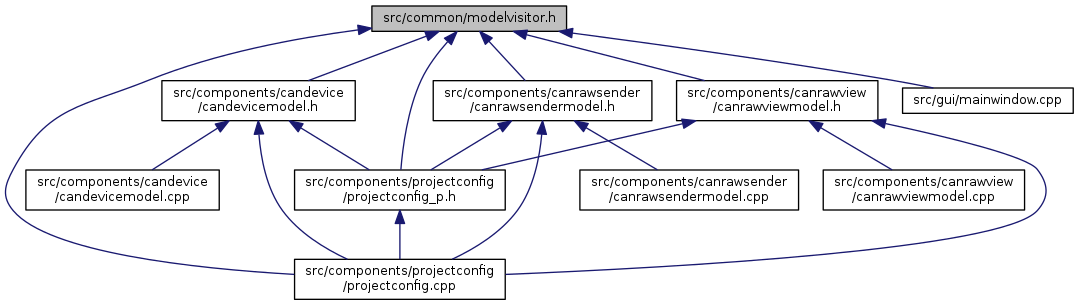 src/common/modelvisitor.h
src/components/candevice
/candevicemodel.h
src/components/canrawsender
/canrawsendermodel.h
src/components/canrawview
/canrawviewmodel.h
src/gui/mainwindow.cpp
src/components/candevice
/candevicemodel.cpp
src/components/projectconfig
/projectconfig_p.h
src/components/canrawsender
/canrawsendermodel.cpp
src/components/canrawview
/canrawviewmodel.cpp
src/components/projectconfig
/projectconfig.cpp